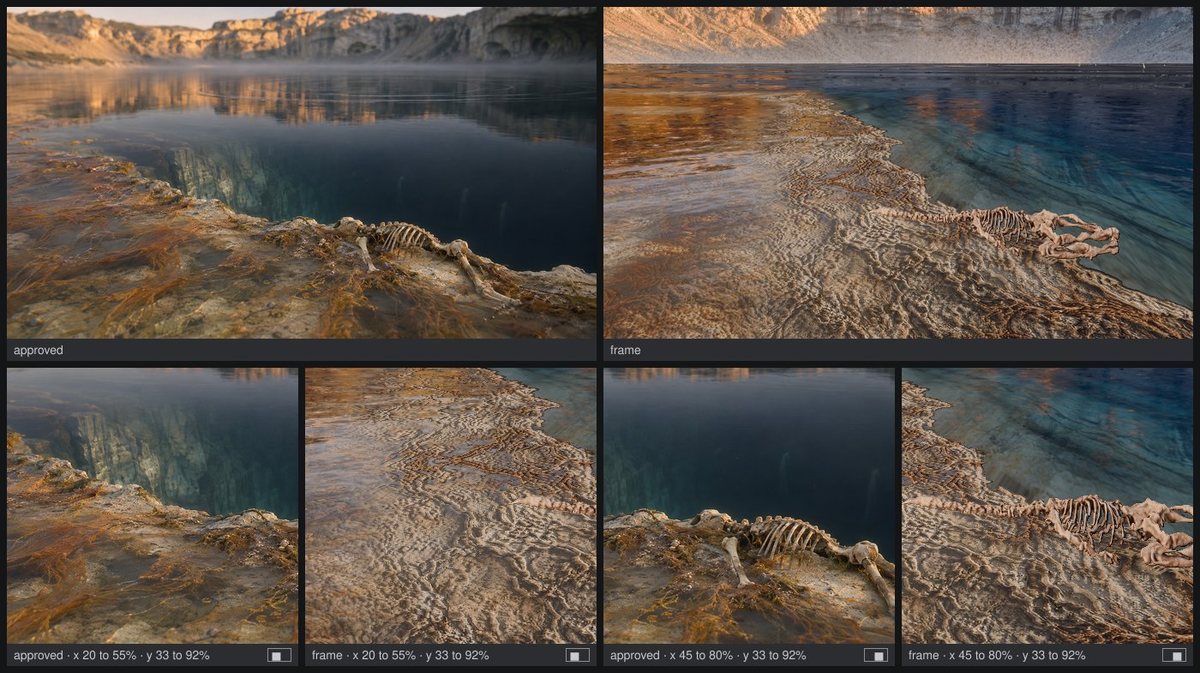 approved
frame
approved · x 20 to 55% · y 33 to 92%
frame · x 20 to 55% · y 33 to 92%
approved · x 45 to 80% · y 33 to 92%
frame · x 45 to 80% · y 33 to 92%